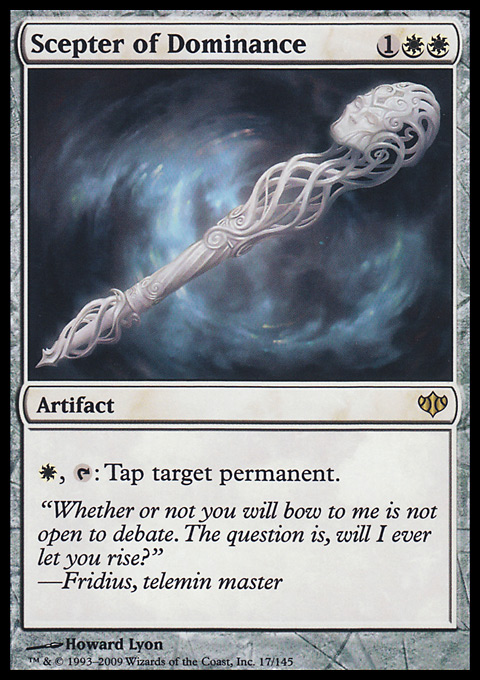 Scepter of Dominance 1
Artifact
, : Tap target permanent.
“Whether or not you will bow to me is not
open to debate. The question is, will I ever
let you rise?”
—Fridius, telemin master
Howard Lyon
™ & © 1993–2009 Wizards of the Coast, Inc. 17/145